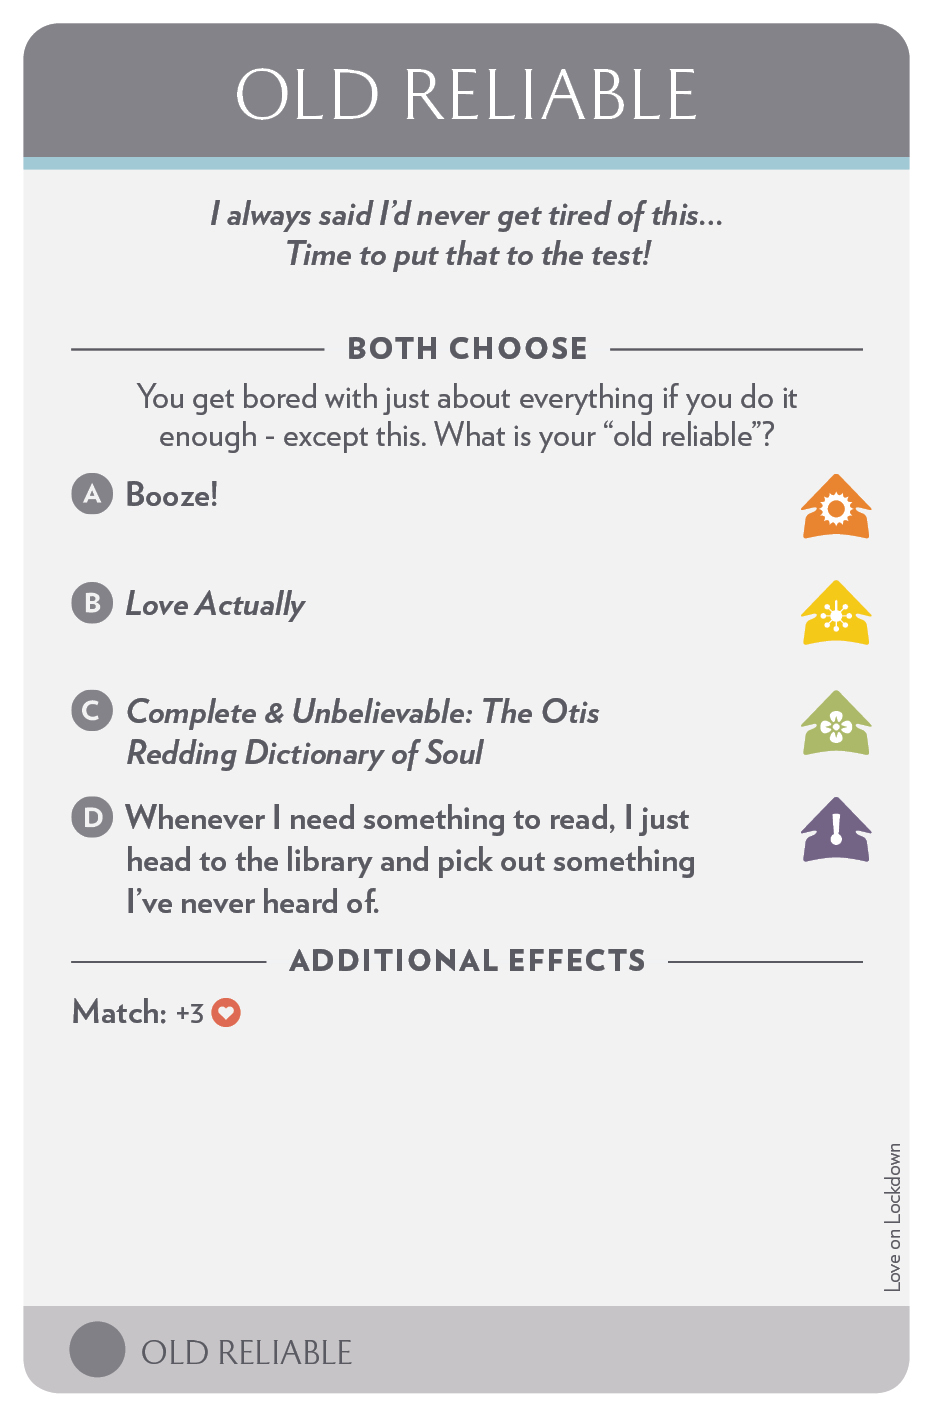 OLD RELIABLE
I always said I'd never get tired of this...
Time to put that to the test!
BOTH CHOOSE
You get bored with just about everything if you do it
enough - except this. What is your “old reliable”?
A Booze!
B Love Actually
C Complete & Unbelievable: The Otis
Redding Dictionary of Soul
D Whenever I need something to read, I just
head to the library and pick out something
I've never heard of.
ADDITIONAL EFFECTS
Match: +3
Love on Lockdown
OLD RELIABLE